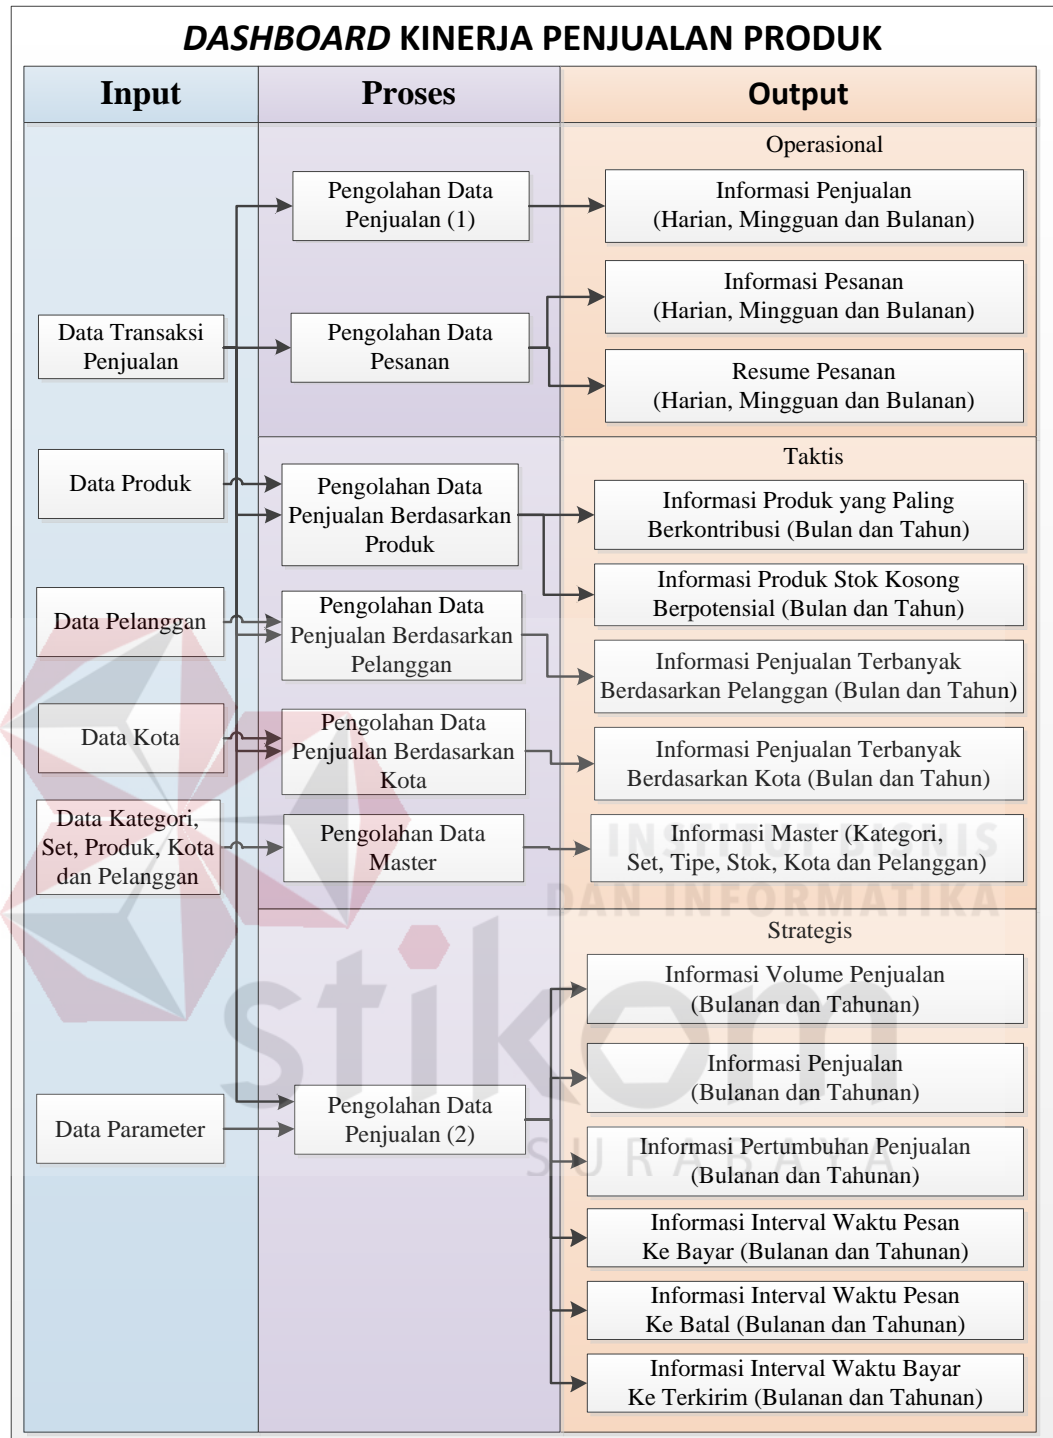 DASHBOARD KINERJA PENJUALAN PRODUK
Input
Proses
Output
Operasional
Pengolahan Data
Penjualan (1)
Informasi Penjualan
(Harian, Mingguan dan Bulanan)
Data Transaksi
Penjualan
Pengolahan Data
Pesanan
Informasi Pesanan
(Harian, Mingguan dan Bulanan)
Resume Pesanan
(Harian, Mingguan dan Bulanan)
Taktis
Data Produk
Pengolahan Data
Penjualan Berdasarkan
Produk
Informasi Produk yang Paling
Berkontribusi (Bulan dan Tahun)
Informasi Produk Stok Kosong
Berpotensial (Bulan dan Tahun)
Data Pelanggan
Pengolahan Data
Penjualan Berdasarkan
Pelanggan
Informasi Penjualan Terbanyak
Berdasarkan Pelanggan (Bulan dan Tahun)
Data Kota
Pengolahan Data
Penjualan Berdasarkan
Kota
Informasi Penjualan Terbanyak
Berdasarkan Kota (Bulan dan Tahun)
Data Kategori,
Set, Produk, Kota
dan Pelanggan
Pengolahan Data
Master
Informasi Master (Kategori,
Set, Tipe, Stok, Kota dan Pelanggan)
INSTITUT BISNIS
DAN INFORMATIKA
stikom
SURABAYA
Strategis
Data Parameter
Pengolahan Data
Penjualan (2)
Informasi Volume Penjualan
(Bulanan dan Tahunan)
Informasi Penjualan
(Bulanan dan Tahunan)
Informasi Pertumbuhan Penjualan
(Bulanan dan Tahunan)
Informasi Interval Waktu Pesan
Ke Bayar (Bulanan dan Tahunan)
Informasi Interval Waktu Pesan
Ke Batal (Bulanan dan Tahunan)
Informasi Interval Waktu Bayar
Ke Terkirim (Bulanan dan Tahunan)